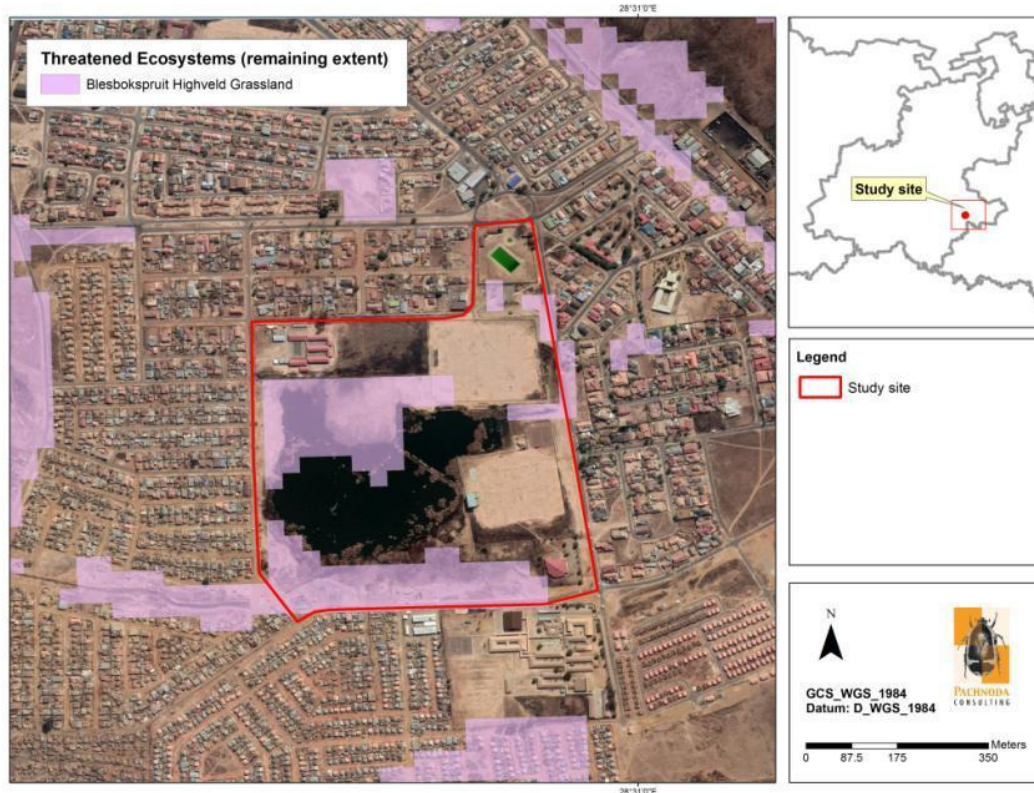 28°31'0"E
Threatened Ecosystems (remaining extent)
Blesbokspruit Highveld Grassland
Study site
Legend
Study site
N
GCS_WGS_1984
Datum: D_WGS_1984
PACHNODA
CONSULTING
Meters
0 87.5 175 350
28°31'0"E